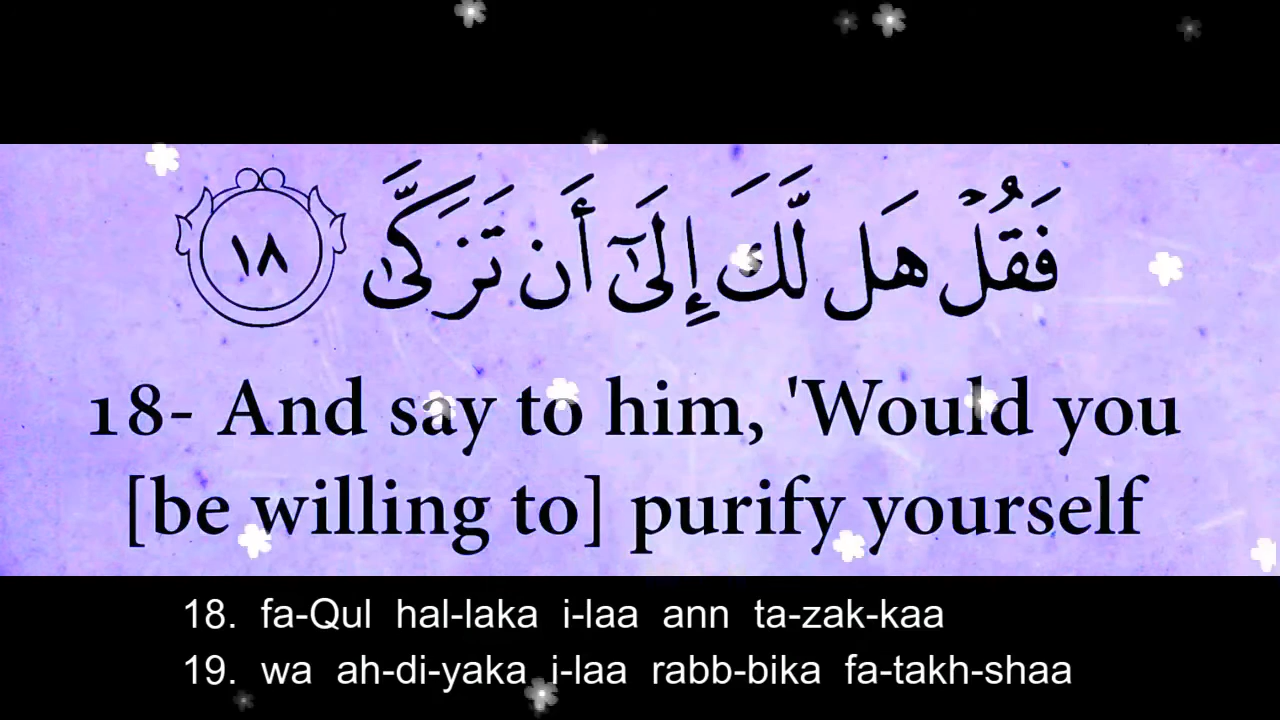 فَقُلْ هَل لَّكَ إِلَىٰٓ أَن تَزَكَّىٰ ١٨
18- And say to him, 'Would you
[be willing to] purify yourself
18. fa-Qul hal-laka i-laa ann ta-zak-kaa
19. wa ah-di-yaka i-laa rabb-bika fa-takh-shaa